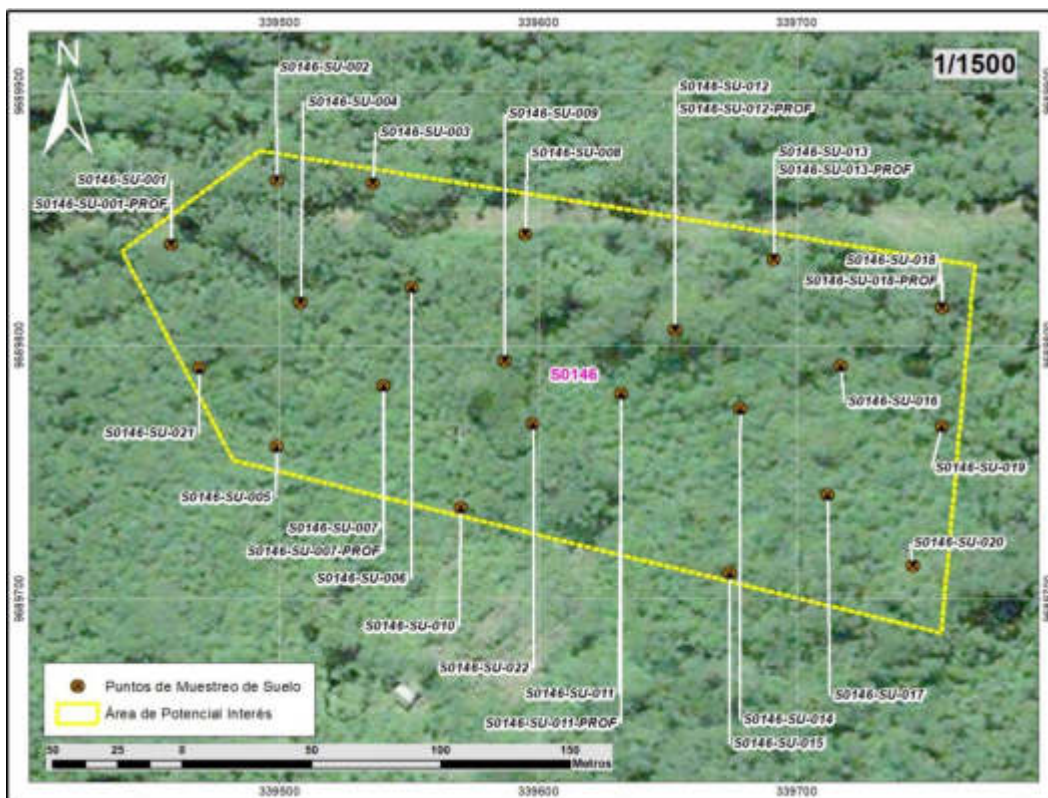 339500
339600
339700
1/1500
N
9689900
9689900
S0146-SU-002
S0146-SU-004
S0146-SU-003
S0146-SU-009
S0146-SU-008
S0146-SU-012
S0146-SU-012-PROF
S0146-SU-013
S0146-SU-013-PROF
S0146-SU-001
S0146-SU-001-PROF
S0146-SU-018
S0146-SU-018-PROF
9689800
9689800
S0146
S0146-SU-016
S0146-SU-021
S0146-SU-019
S0146-SU-005
S0146-SU-007
S0146-SU-007-PROF
S0146-SU-006
S0146-SU-020
9689700
9689700
S0146-SU-010
S0146-SU-022
S0146-SU-011
S0146-SU-011-PROF
S0146-SU-017
S0146-SU-014
S0146-SU-015
Puntos de Muestreo de Suelo
Área de Potencial Interés
50 25 0 50 100 150
Metros
339500
339600
339700